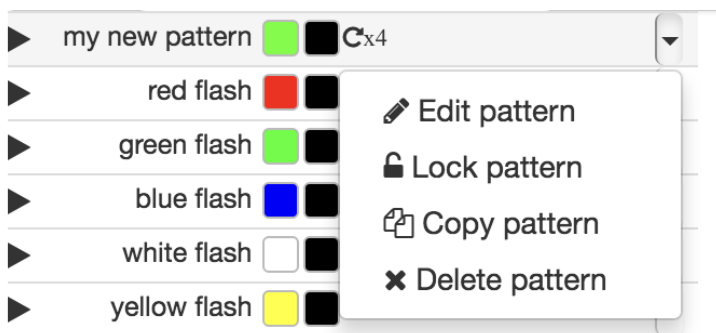 my new pattern x4
red flash
Edit pattern
green flash
Lock pattern
blue flash
Copy pattern
white flash
Delete pattern
yellow flash